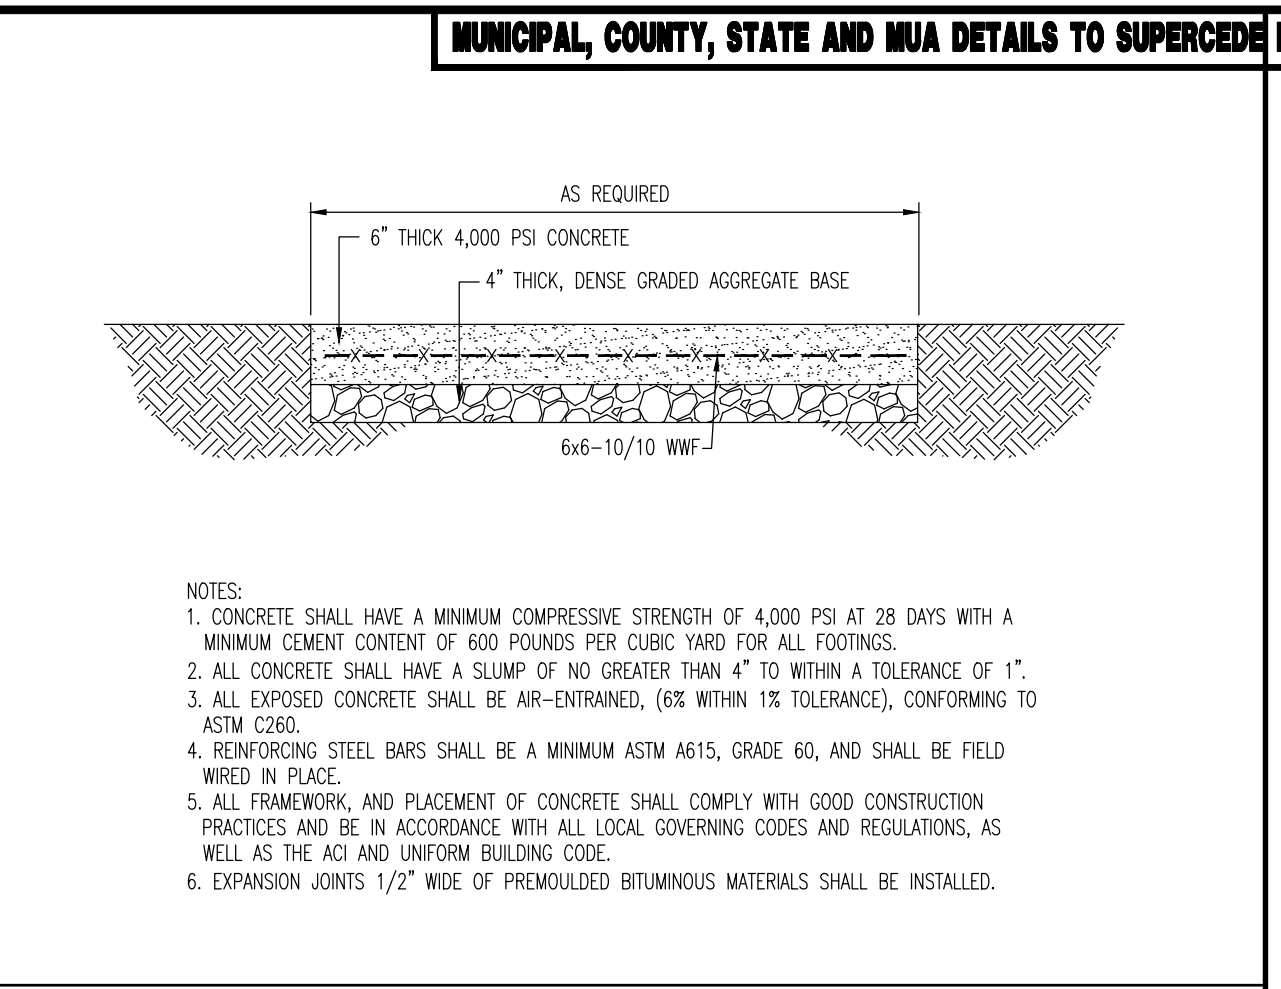 MUNICIPAL, COUNTY, STATE AND MUA DETAILS TO SUPERCEDE
AS REQUIRED
6" THICK 4,000 PSI CONCRETE
4" THICK, DENSE GRADED AGGREGATE BASE
6x6-10/10 WWF
NOTES:
1. CONCRETE SHALL HAVE A MINIMUM COMPRESSIVE STRENGTH OF 4,000 PSI AT 28 DAYS WITH A
MINIMUM CEMENT CONTENT OF 600 POUNDS PER CUBIC YARD FOR ALL FOOTINGS.
2. ALL CONCRETE SHALL HAVE A SLUMP OF NO GREATER THAN 4" TO WITHIN A TOLERANCE OF 1".
3. ALL EXPOSED CONCRETE SHALL BE AIR-ENTRAINED, (6% WITHIN 1% TOLERANCE), CONFORMING TO
ASTM C260.
4. REINFORCING STEEL BARS SHALL BE A MINIMUM ASTM A615, GRADE 60, AND SHALL BE FIELD
WIRED IN PLACE.
5. ALL FRAMEWORK, AND PLACEMENT OF CONCRETE SHALL COMPLY WITH GOOD CONSTRUCTION
PRACTICES AND BE IN ACCORDANCE WITH ALL LOCAL GOVERNING CODES AND REGULATIONS, AS
WELL AS THE ACI AND UNIFORM BUILDING CODE.
6. EXPANSION JOINTS 1/2" WIDE OF PREMOULDED BITUMINOUS MATERIALS SHALL BE INSTALLED.